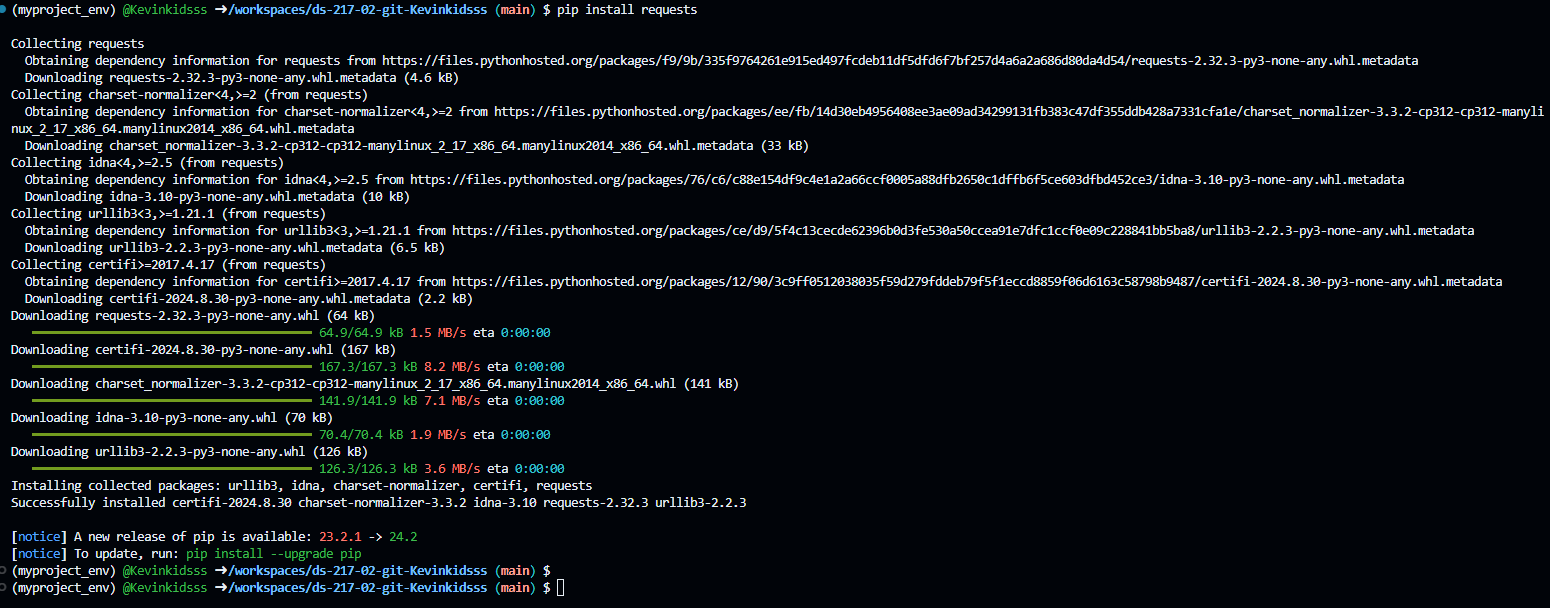 (myproject_env) @Kevinkidsss ➜/workspaces/ds-217-02-git-Kevinkidsss (main) $ pip install requests
Collecting requests
Obtaining dependency information for requests from https://files.pythonhosted.org/packages/f9/9b/335f9764261e915ed497fcdeb11df5dfd6f7bf257d4a6a2a686d80da4d54/requests-2.32.3-py3-none-any.whl.metadata
Downloading requests-2.32.3-py3-none-any.whl.metadata (4.6 kB)
Collecting charset-normalizer<4,>=2 (from requests)
Obtaining dependency information for charset-normalizer<4,>=2 from https://files.pythonhosted.org/packages/ee/fb/14d30eb4956408ee3ae09ad34299131fb383c47df355ddb428a7331cfa1e/charset_normalizer-3.3.2-cp312-cp312-manyli
nux_2_17_x86_64.manylinux2014_x86_64.whl.metadata
Downloading charset_normalizer-3.3.2-cp312-cp312-manylinux_2_17_x86_64.manylinux2014_x86_64.whl.metadata (33 kB)
Collecting idna<4,>=2.5 (from requests)
Obtaining dependency information for idna<4,>=2.5 from https://files.pythonhosted.org/packages/76/c6/c88e154df9c4e1a2a66ccf0005a88dfb2650c1dffb6f5ce603dfbd452ce3/idna-3.10-py3-none-any.whl.metadata
Downloading idna-3.10-py3-none-any.whl.metadata (10 kB)
Collecting urllib3<3,>=1.21.1 (from requests)
Obtaining dependency information for urllib3<3,>=1.21.1 from https://files.pythonhosted.org/packages/ce/d9/5f4c13cecde62396b0d3fe530a50ccea91e7dfc1ccf0e09c228841bb5ba8/urllib3-2.2.3-py3-none-any.whl.metadata
Downloading urllib3-2.2.3-py3-none-any.whl.metadata (6.5 kB)
Collecting certifi>=2017.4.17 (from requests)
Obtaining dependency information for certifi>=2017.4.17 from https://files.pythonhosted.org/packages/12/90/3c9ff0512038035f59d279fddeb79f5f1eccd8859f06d6163c58798b9487/certifi-2024.8.30-py3-none-any.whl.metadata
Downloading certifi-2024.8.30-py3-none-any.whl.metadata (2.2 kB)
Downloading requests-2.32.3-py3-none-any.whl (64 kB)
64.9/64.9 kB 1.5 MB/s eta 0:00:00
Downloading certifi-2024.8.30-py3-none-any.whl (167 kB)
167.3/167.3 kB 8.2 MB/s eta 0:00:00
Downloading charset_normalizer-3.3.2-cp312-cp312-manylinux_2_17_x86_64.manylinux2014_x86_64.whl (141 kB)
141.9/141.9 kB 7.1 MB/s eta 0:00:00
Downloading idna-3.10-py3-none-any.whl (70 kB)
70.4/70.4 kB 1.9 MB/s eta 0:00:00
Downloading urllib3-2.2.3-py3-none-any.whl (126 kB)
126.3/126.3 kB 3.6 MB/s eta 0:00:00
Installing collected packages: urllib3, idna, charset-normalizer, certifi, requests
Successfully installed certifi-2024.8.30 charset-normalizer-3.3.2 idna-3.10 requests-2.32.3 urllib3-2.2.3
[notice] A new release of pip is available: 23.2.1 -> 24.2
[notice] To update, run: pip install --upgrade pip
(myproject_env) @Kevinkidsss ➜/workspaces/ds-217-02-git-Kevinkidsss (main) $
(myproject_env) @Kevinkidsss ➜/workspaces/ds-217-02-git-Kevinkidsss (main) $